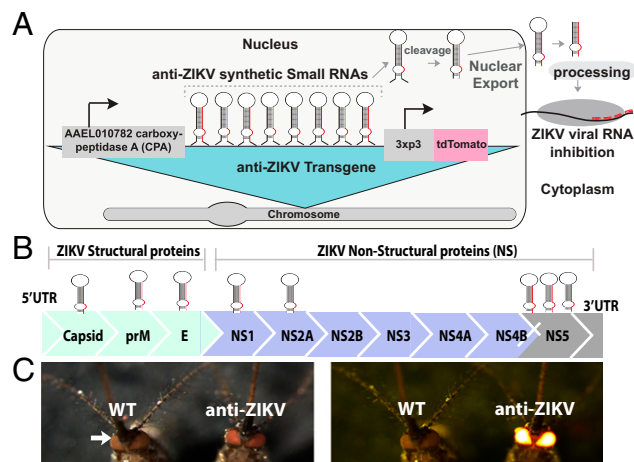 A
Nucleus
anti-ZIKV synthetic Small RNAs
cleavage
Nuclear
Export
processing
AAEL010782 carboxy-
peptidase A (CPA)
3xp3
tdTomato
anti-ZIKV Transgene
ZIKV viral RNA
inhibition
Chromosome
Cytoplasm
B
ZIKV Structural proteins
ZIKV Non-Structural proteins (NS)
5'UTR
3'UTR
Capsid
prM
E
NS1
NS2A
NS2B
NS3
NS4A
NS4B
NS5
C
WT
anti-ZIKV
WT
anti-ZIKV